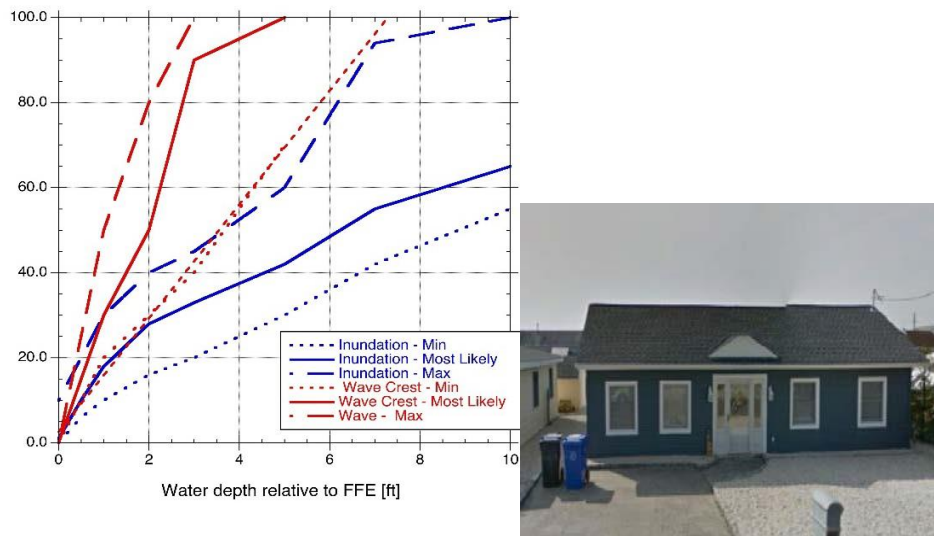 100.0
80.0
60.0
40.0
20.0
0.0
0
2
4
6
8
10
Inundation - Min
Inundation - Most Likely
Inundation - Max
Wave Crest - Min
Wave Crest - Most Likely
Wave - Max
Water depth relative to FFE [ft]